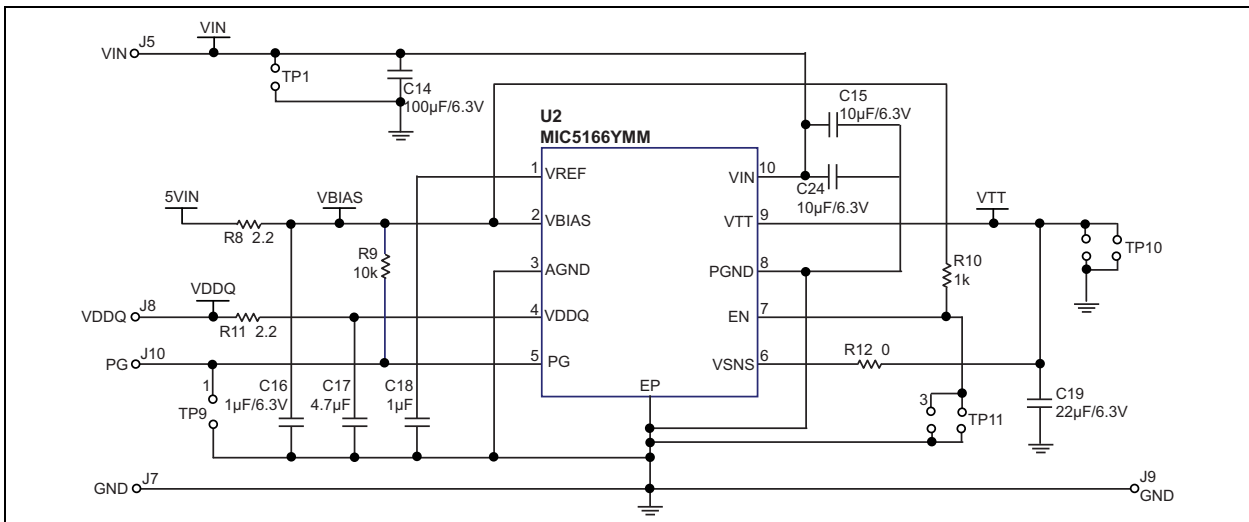 VIN
J5
VIN
TP1
C14
100µF/6.3V
U2
MIC5166YMM
C15
10µF/6.3V
C24
10µF/6.3V
1 VREF
2 VBIAS
3 AGND
4 VDDQ
5 PG
EP
VIN 10
VTT 9
PGND 8
EN 7
VSNS 6
5VIN
R8 2.2
VBIAS
R9
10k
VDDQ
J8
VDDQ
R11 2.2
PG
J10
1
TP9
C16
1µF/6.3V
C17
4.7µF
C18
1µF
R10
1k
VTT
TP10
R12 0
3
TP11
C19
22µF/6.3V
GND
J7
J9
GND